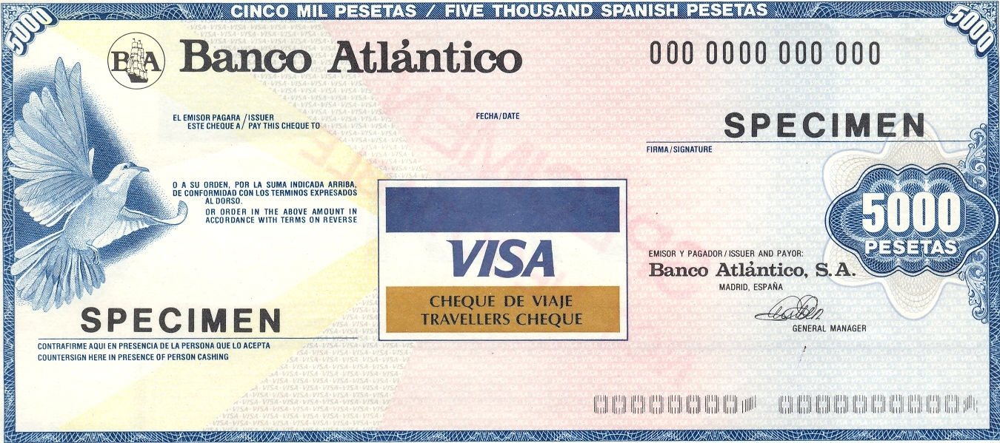 CINCO MIL PESETAS / FIVE THOUSAND SPANISH PESETAS
5000
5000
BA Banco Atlántico
000 0000 000 000
EL EMISOR PAGARA / ISSUER
ESTE CHEQUE A / PAY THIS CHEQUE TO
FECHA/DATE
SPECIMEN
FIRMA/SIGNATURE
O A SU ORDEN, POR LA SUMA INDICADA ARRIBA,
DE CONFORMIDAD CON LOS TERMINOS EXPRESADOS
AL DORSO.
OR ORDER IN THE ABOVE AMOUNT IN
ACCORDANCE WITH TERMS ON REVERSE
VISA
CHEQUE DE VIAJE
TRAVELLERS CHEQUE
5000
PESETAS
EMISOR Y PAGADOR/ISSUER AND PAYOR:
Banco Atlántico, S.A.
MADRID, ESPAÑA
GENERAL MANAGER
SPECIMEN
CONTRAFIRME AQUI EN PRESENCIA DE LA PERSONA QUE LO ACEPTA
COUNTERSIGN HERE IN PRESENCE OF PERSON CASHING